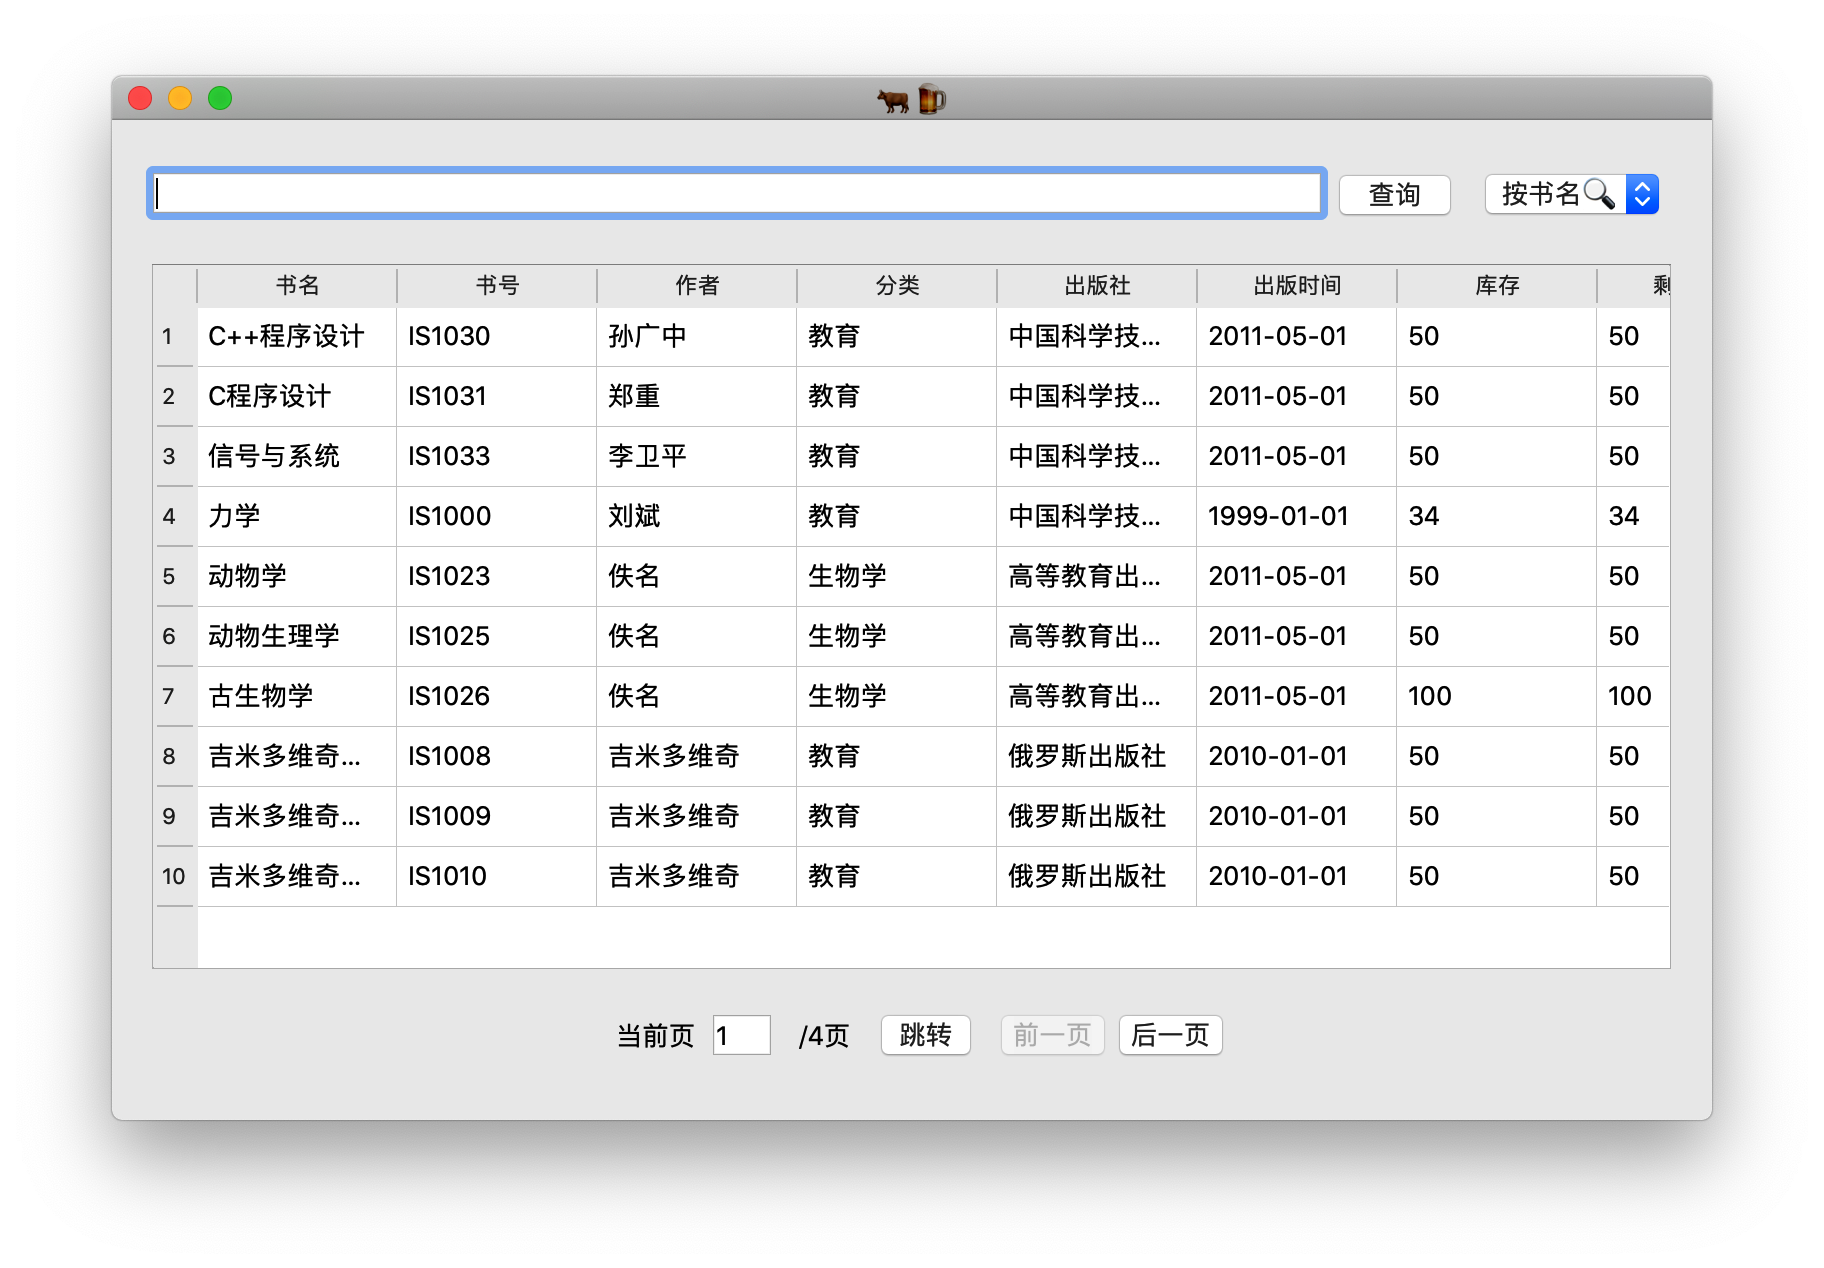 查询 按书名
书名 书号 作者 分类 出版社 出版时间 库存 剩
1 C++程序设计 IS1030 孙广中 教育 中国科学技... 2011-05-01 50 50
2 C程序设计 IS1031 郑重 教育 中国科学技... 2011-05-01 50 50
3 信号与系统 IS1033 李卫平 教育 中国科学技... 2011-05-01 50 50
4 力学 IS1000 刘斌 教育 中国科学技... 1999-01-01 34 34
5 动物学 IS1023 佚名 生物学 高等教育出... 2011-05-01 50 50
6 动物生理学 IS1025 佚名 生物学 高等教育出... 2011-05-01 50 50
7 古生物学 IS1026 佚名 生物学 高等教育出... 2011-05-01 100 100
8 吉米多维奇... IS1008 吉米多维奇 教育 俄罗斯出版社 2010-01-01 50 50
9 吉米多维奇... IS1009 吉米多维奇 教育 俄罗斯出版社 2010-01-01 50 50
10 吉米多维奇... IS1010 吉米多维奇 教育 俄罗斯出版社 2010-01-01 50 50
当前页 1 /4页 跳转 前一页 后一页